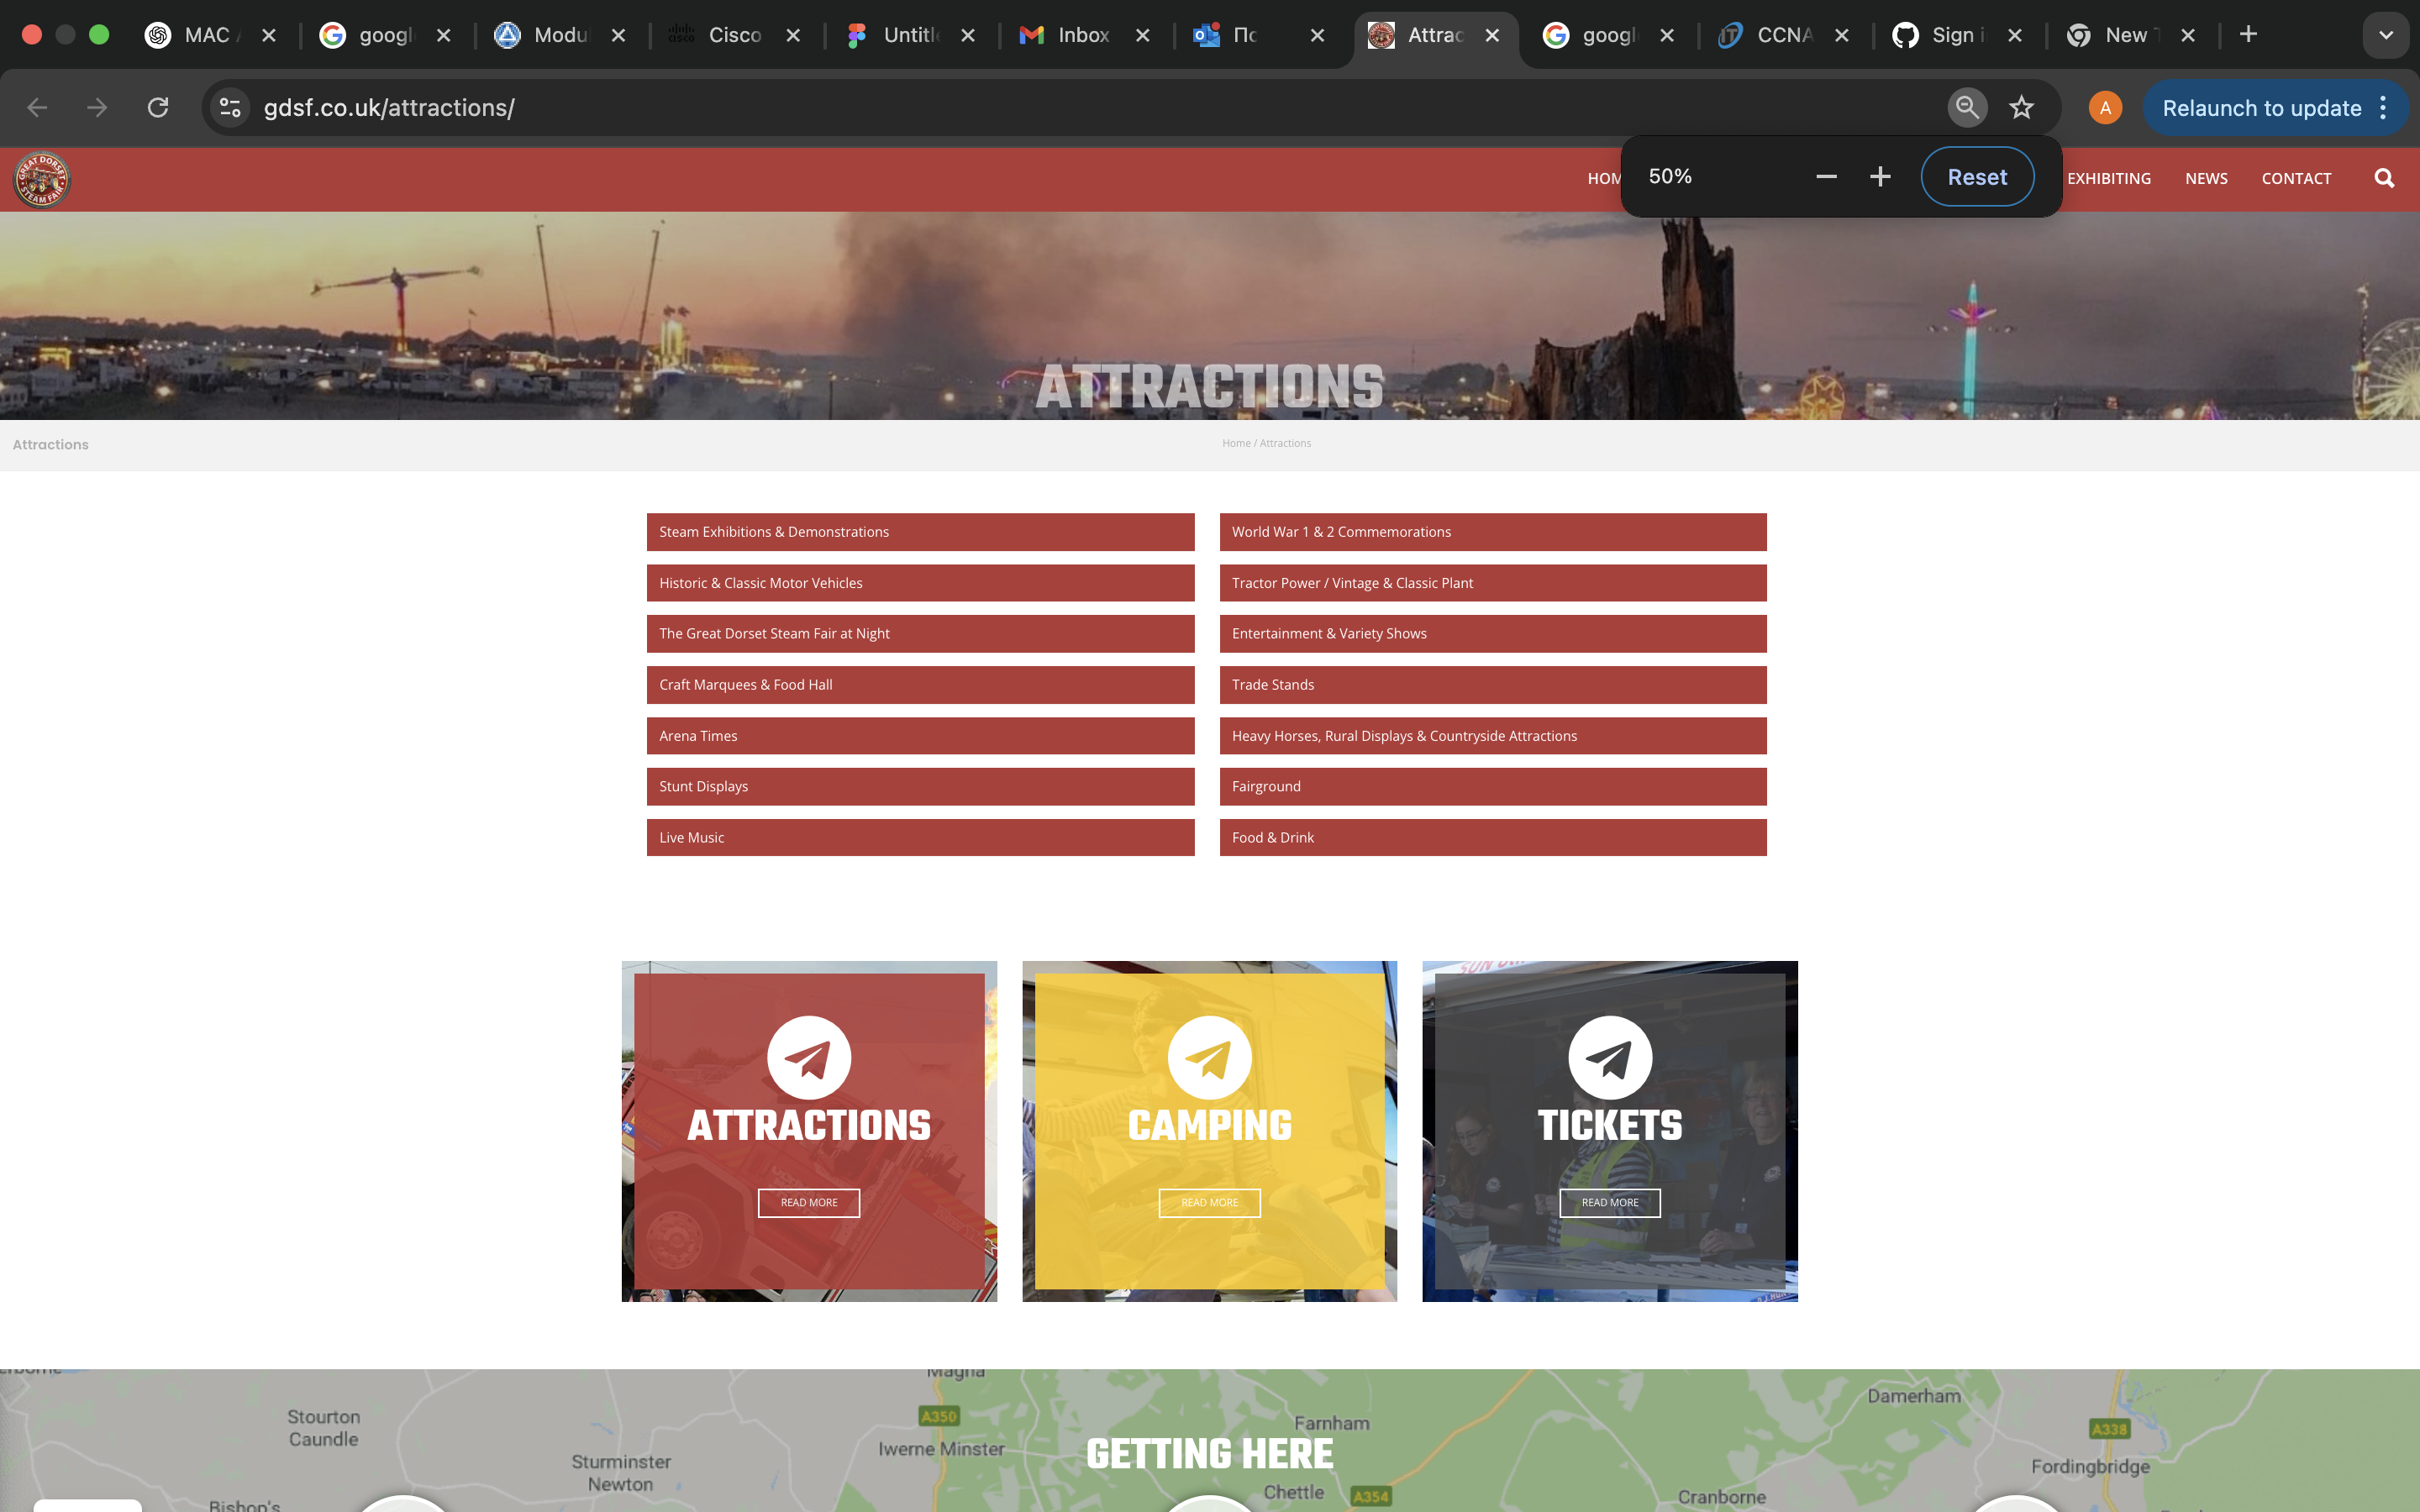 MAC
googl
Modu
Cisco
Untitl
Inbox
Пс
Attrac
googl
CCNA
Sign i
New T
gdsf.co.uk/attractions/
A
Relaunch to update
GREAT DORSET
STEAM FAIR
HOM
50%
Reset
EXHIBITING
NEWS
CONTACT
ATTRACTIONS
Attractions
Home / Attractions
Steam Exhibitions & Demonstrations
World War 1 & 2 Commemorations
Historic & Classic Motor Vehicles
Tractor Power / Vintage & Classic Plant
The Great Dorset Steam Fair at Night
Entertainment & Variety Shows
Craft Marquees & Food Hall
Trade Stands
Arena Times
Heavy Horses, Rural Displays & Countryside Attractions
Stunt Displays
Fairground
Live Music
Food & Drink
ATTRACTIONS
READ MORE
CAMPING
READ MORE
TICKETS
READ MORE
Magna
Damerham
Stourton
Caundle
A350
Farnham
A338
Iwerne Minster
GETTING HERE
Sturminster
Newton
Fordingbridge
Chettle
A354
Cranborne
Bishop's